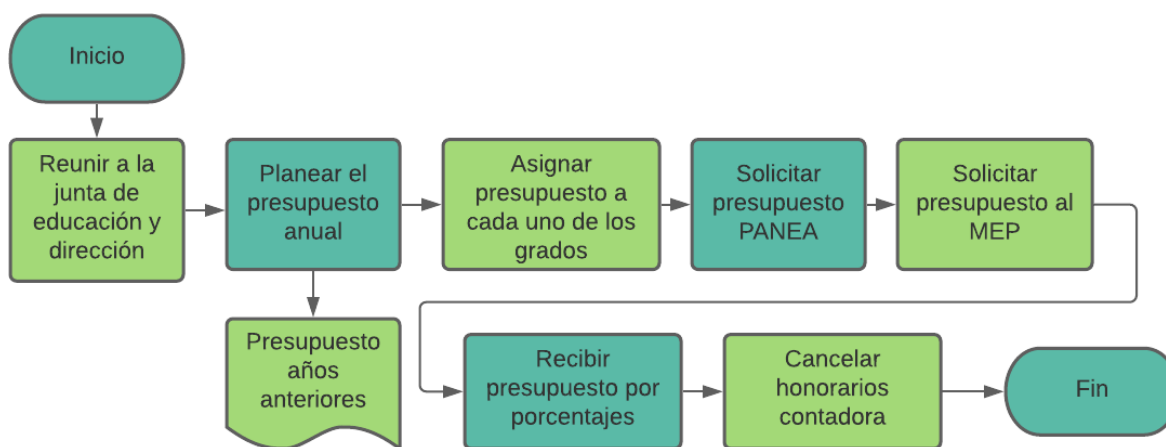 Inicio
Reunir a la
junta de
educación y
dirección
Planear el
presupuesto
anual
Asignar
presupuesto a
cada uno de los
grados
Solicitar
presupuesto
PANEA
Solicitar
presupuesto al
MEP
Presupuesto
años
anteriores
Recibir
presupuesto por
porcentajes
Cancelar
honorarios
contadora
Fin